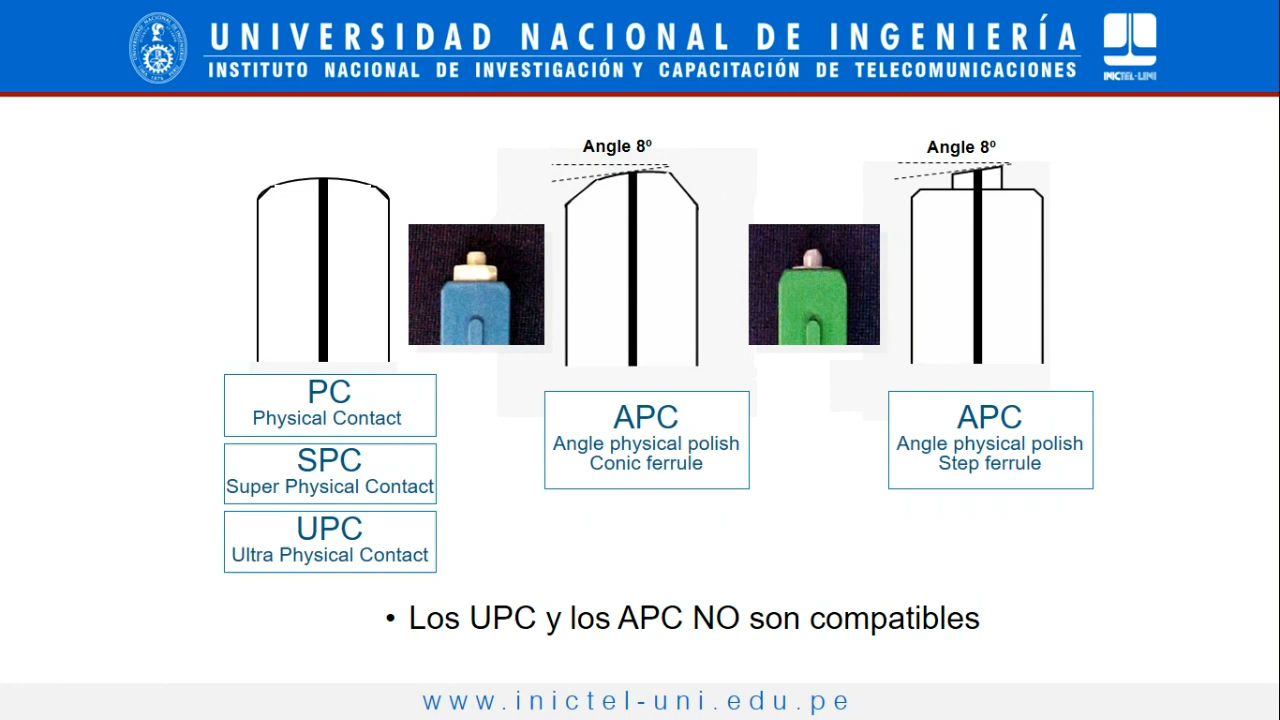 UNIVERSIDAD NACIONAL DE INGENIERÍA
INSTITUTO NACIONAL DE INVESTIGACIÓN Y CAPACITACIÓN DE TELECOMUNICACIONES
INICTEL-UNI
Angle 8º
Angle 8º
PC
Physical Contact
SPC
Super Physical Contact
UPC
Ultra Physical Contact
APC
Angle physical polish
Conic ferrule
APC
Angle physical polish
Step ferrule
• Los UPC y los APC NO son compatibles
www.inictel-uni.edu.pe